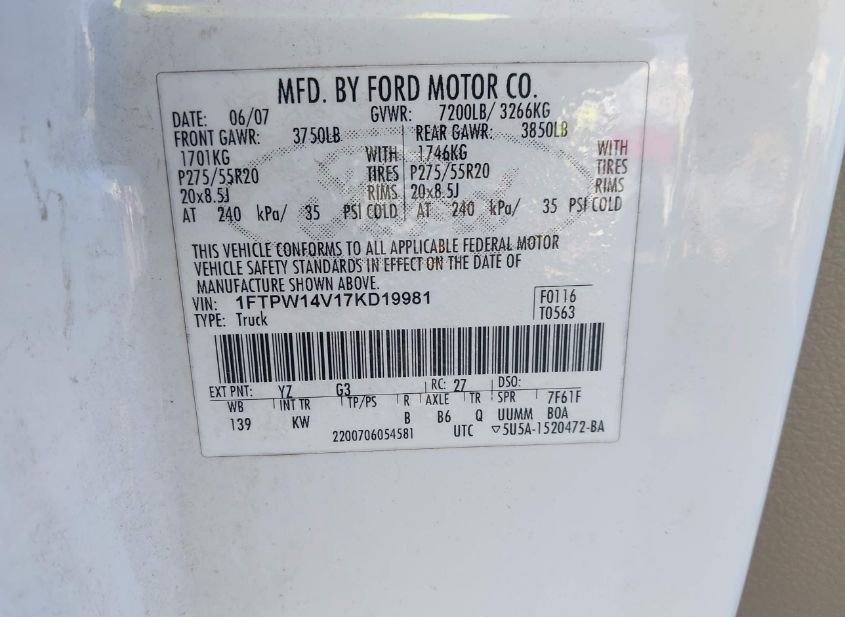 MFD. BY FORD MOTOR CO.
DATE: 06/07 GVWR: 7200LB/ 3266KG
FRONT GAWR: 3750LB REAR GAWR: 3850LB
1701KG WITH 1746KG WITH
P275/55R20 TIRES P275/55R20 TIRES
20x8.5J RIMS 20x8.5J RIMS
AT 240 kPa/ 35 PSI COLD AT 240 kPa/ 35 PSI COLD
THIS VEHICLE CONFORMS TO ALL APPLICABLE FEDERAL MOTOR
VEHICLE SAFETY STANDARDS IN EFFECT ON THE DATE OF
MANUFACTURE SHOWN ABOVE.
VIN: 1FTPW14V17KD19981 F0116
TYPE: Truck T0563
EXT PNT: YZ G3 RC: 27 DSO:
WB INT TR TP/PS R AXLE TR SPR 7F61F
139 KW B B6 Q UUMM BOA
2200706054581 UTC ▽5U5A-1520472-BA